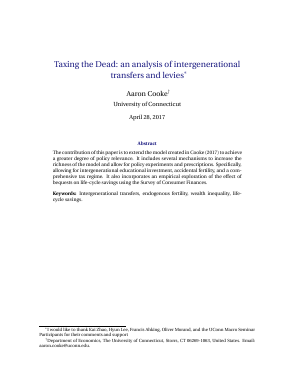 Taxing the Dead: an analysis of intergenerational
transfers and levies*
Aaron Cooke†
University of Connecticut
April 28, 2017
Abstract
The contribution of this paper is to extend the model created in Cooke (2017) to achieve
a greater degree of policy relevance. It includes several mechanisms to increase the
richness of the model and allow for policy experiments and prescriptions. Specifically,
allowing for intergenerational educational investment, accidental fertility, and a com-
prehensive tax regime. It also incorporates an empirical exploration of the effect of
bequests on life-cycle savings using the Survey of Consumer Finances.
Keywords: Intergenerational transfers, endogenous fertility, wealth inequality, life-
cycle savings.
*I would like to thank Kai Zhao, Hyun Lee, Francis Ahking, Oliver Morand, and the UConn Macro Seminar
Participants for their comments and support
†Department of Economics, The University of Connecticut, Storrs, CT 06269-1063, United States. Email:
aaron.cooke@uconn.edu.